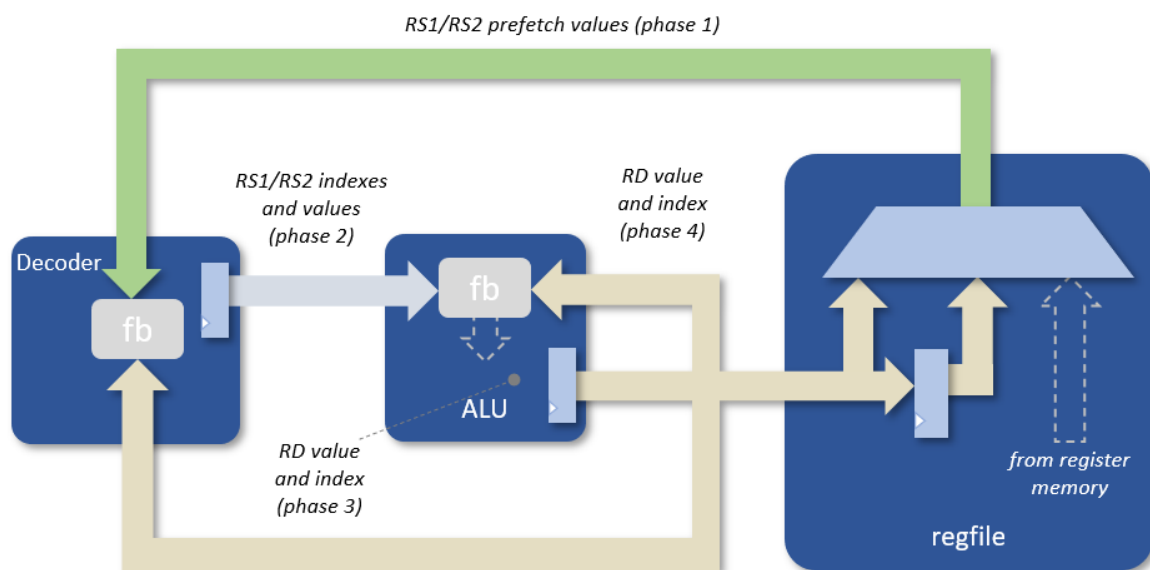 RS1/RS2 prefetch values (phase 1)
RS1/RS2 indexes
and values
(phase 2)
RD value
and index
(phase 4)
Decoder
fb
fb
ALU
RD value
and index
(phase 3)
from register
memory
regfile